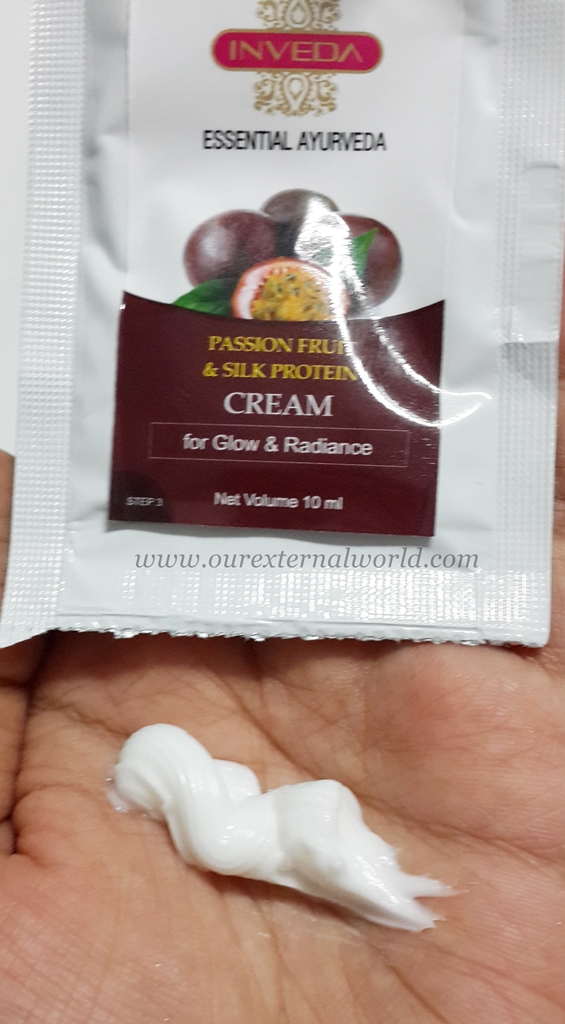 INVEDA
ESSENTIAL AYURVEDA
PASSION FRUIT
& SILK PROTEIN
CREAM
for Glow & Radiance
STEP 3
Net Volume 10 ml
www.ourexternalworld.com